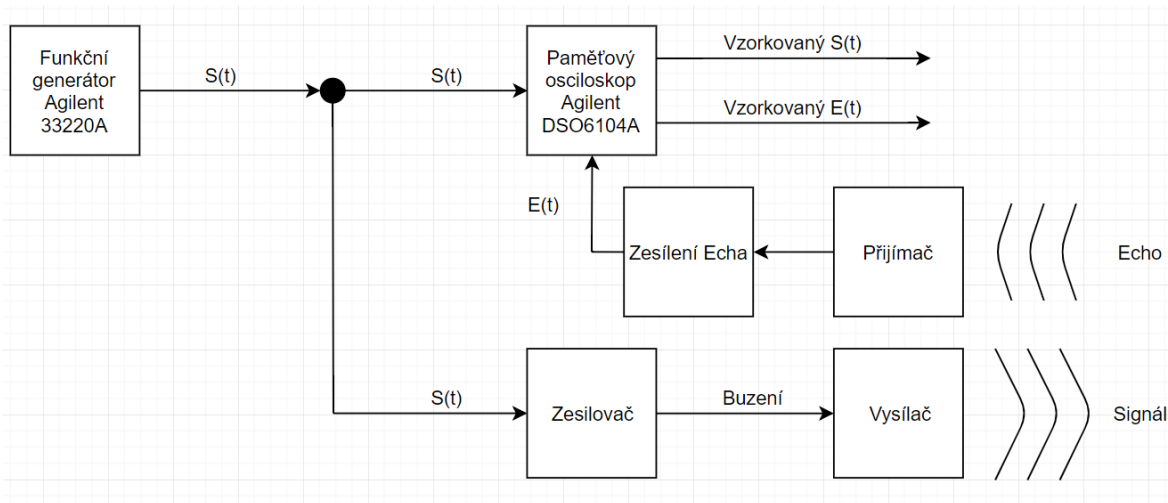 Funkční
generátor
Agilent
33220A
S(t)
S(t)
Paměťový
osciloskop
Agilent
DSO6104A
Vzorkovaný S(t)
Vzorkovaný E(t)
E(t)
Zesílení Echa
Přijímač
Echo
S(t)
Zesilovač
Buzení
Vysílač
Signál